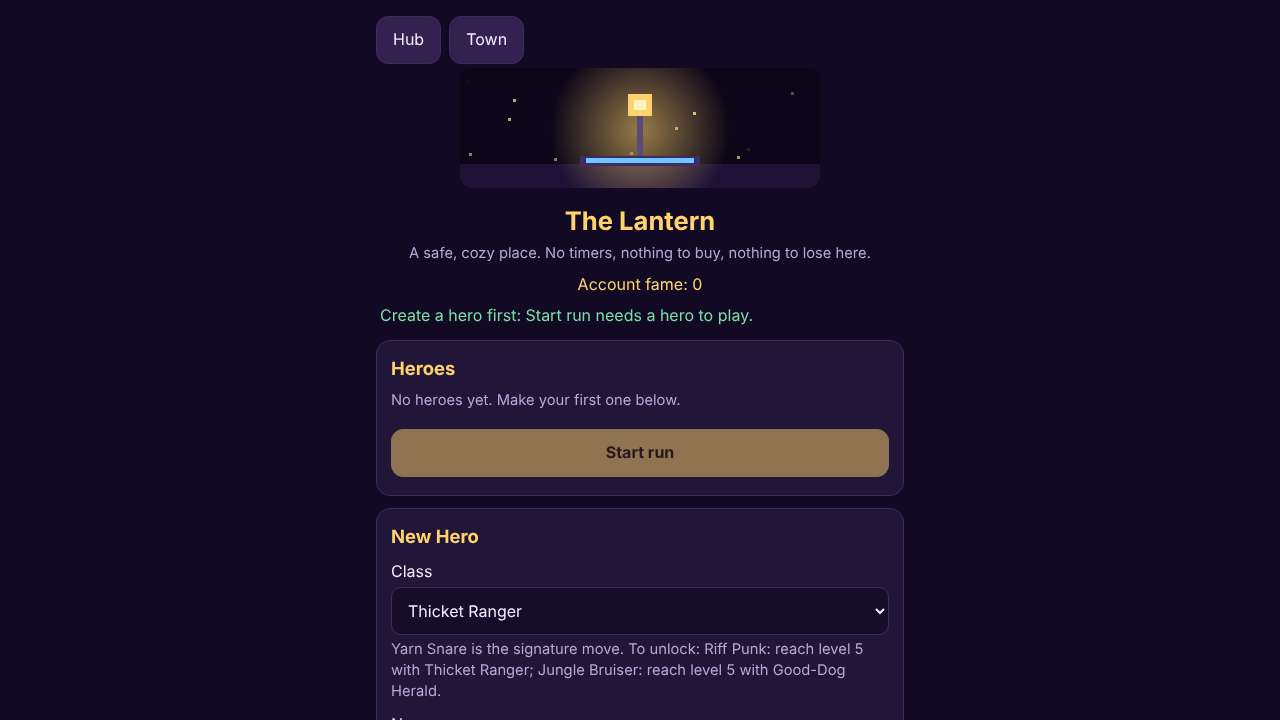 Hub
Town
The Lantern
A safe, cozy place. No timers, nothing to buy, nothing to lose here.
Account fame: 0
Create a hero first: Start run needs a hero to play.
Heroes
No heroes yet. Make your first one below.
Start run
New Hero
Class
Thicket Ranger
Yarn Snare is the signature move. To unlock: Riff Punk: reach level 5
with Thicket Ranger; Jungle Bruiser: reach level 5 with Good-Dog
Herald.